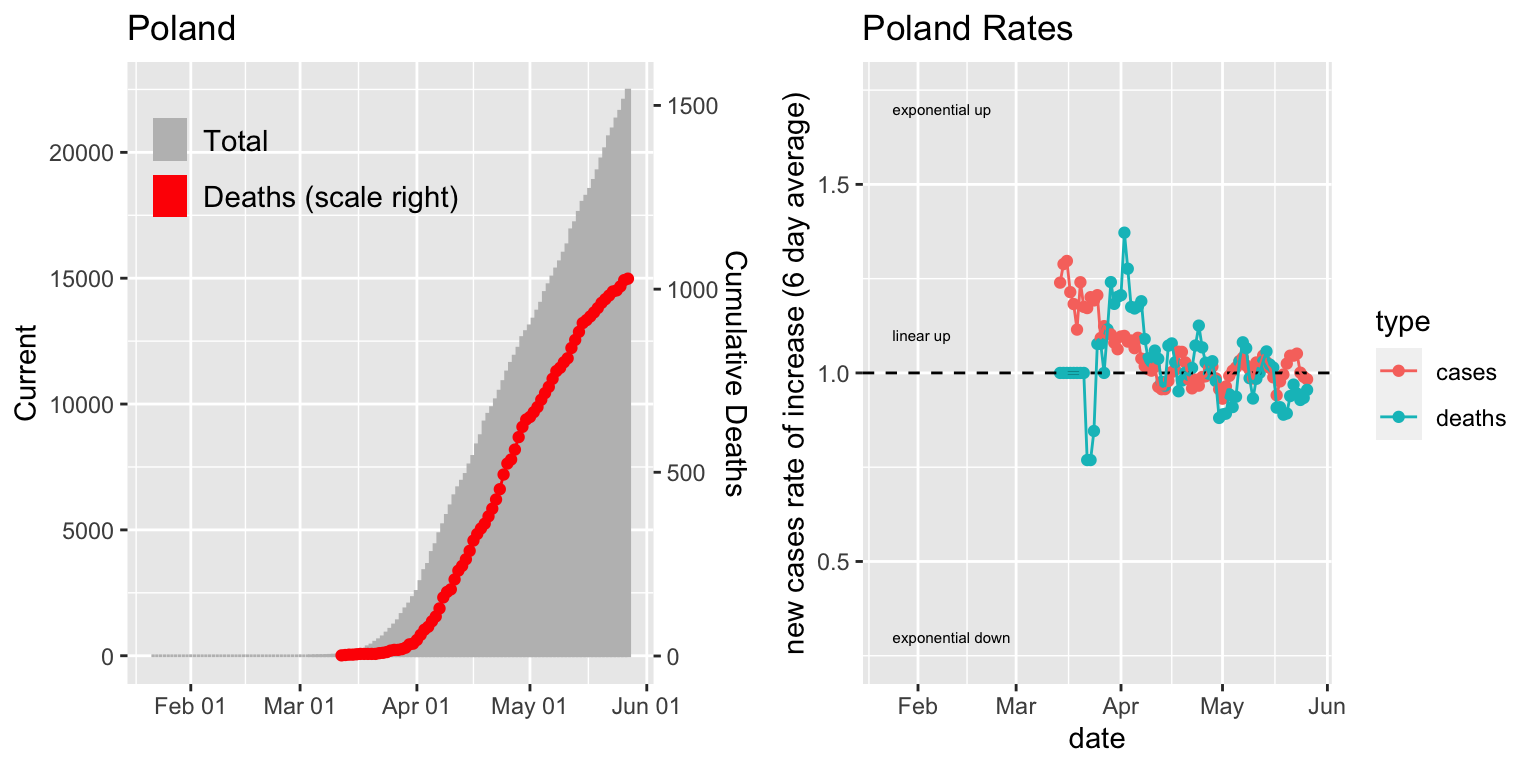 Poland
Total
Deaths (scale right)
Current
20000
15000
10000
5000
0
1500
1000
500
0
Cumulative Deaths
Feb 01
Mar 01
Apr 01
May 01
Jun 01
Poland Rates
new cases rate of increase (6 day average)
1.5
1.0
0.5
exponential up
linear up
exponential down
Feb
Mar
Apr
May
Jun
date
type
cases
deaths